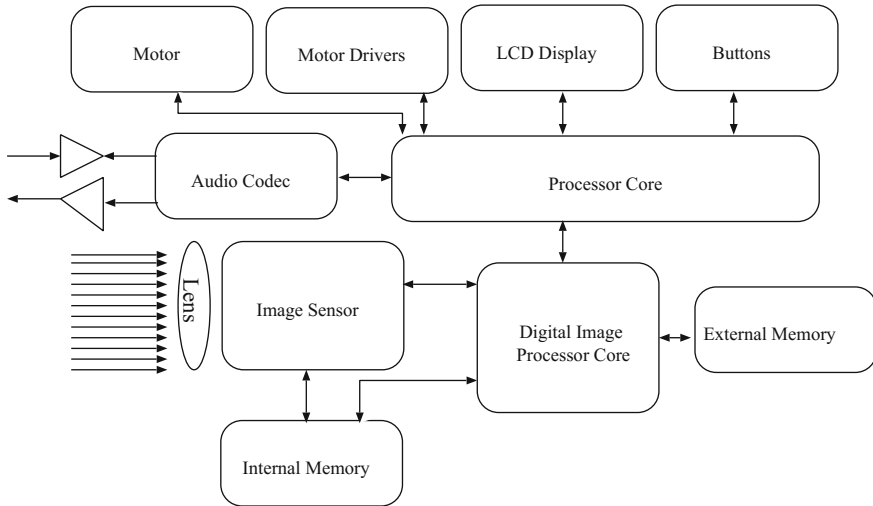 Motor
Motor Drivers
LCD Display
Buttons
Audio Codec
Processor Core
Lens
Image Sensor
Digital Image
Processor Core
External Memory
Internal Memory